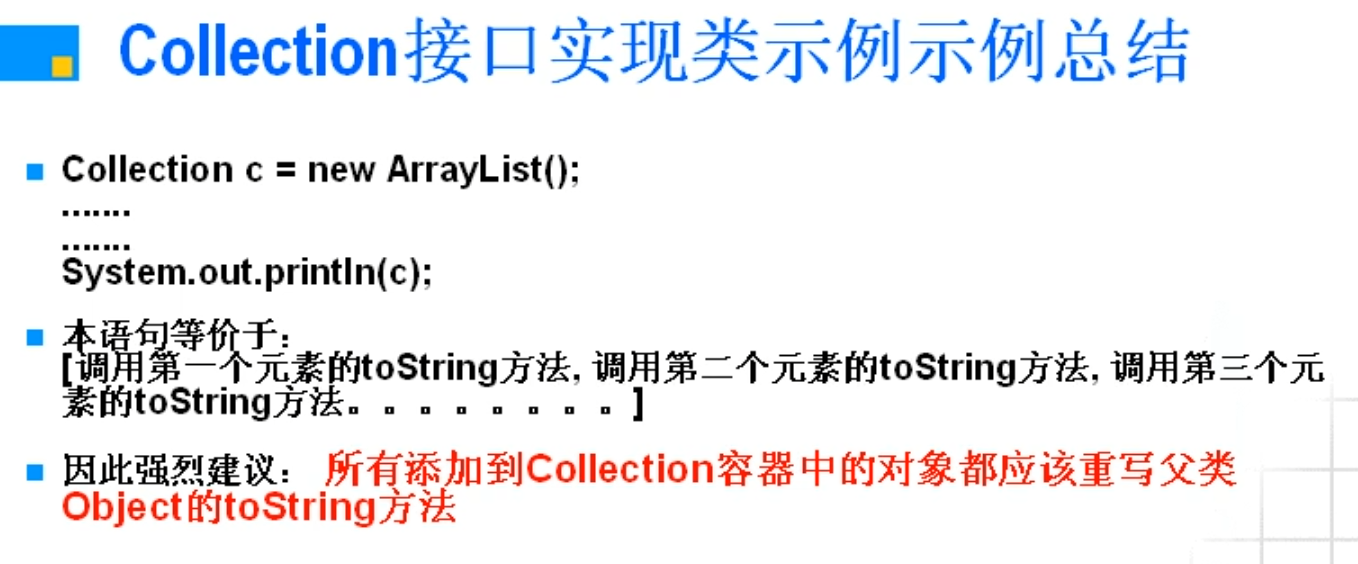 Collection接口实现类示例示例总结
Collection c = new ArrayList();
.......
.......
System.out.println(c);
本语句等价于：
[调用第一个元素的toString方法, 调用第二个元素的toString方法, 调用第三个元
素的toString方法。。。。。。。。]
因此强烈建议： 所有添加到Collection容器中的对象都应该重写父类
Object的toString方法